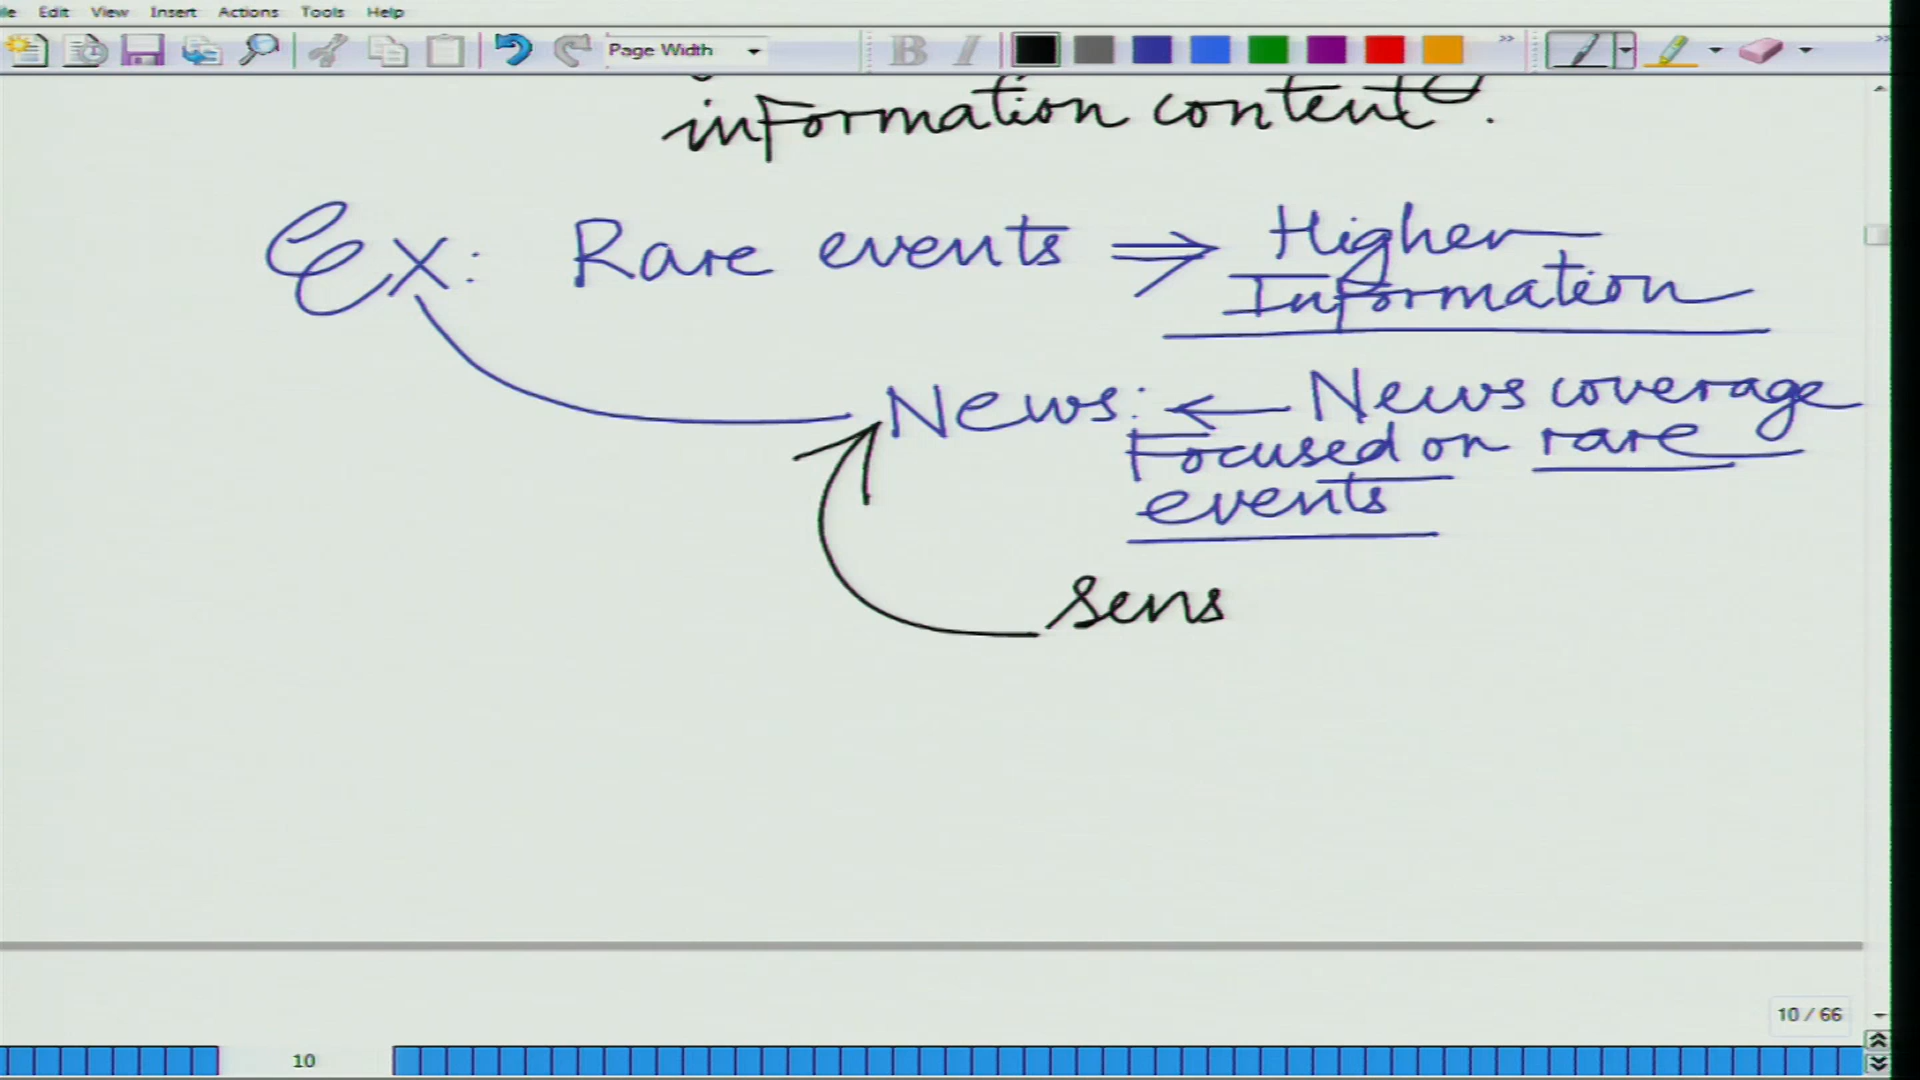 Edit View Insert Actions Tools Help
Page Width B I
information content.
Ex: Rare events ⇒ Higher
Information
News: ← News coverage
Focused on rare
events
sens
10 / 66
10